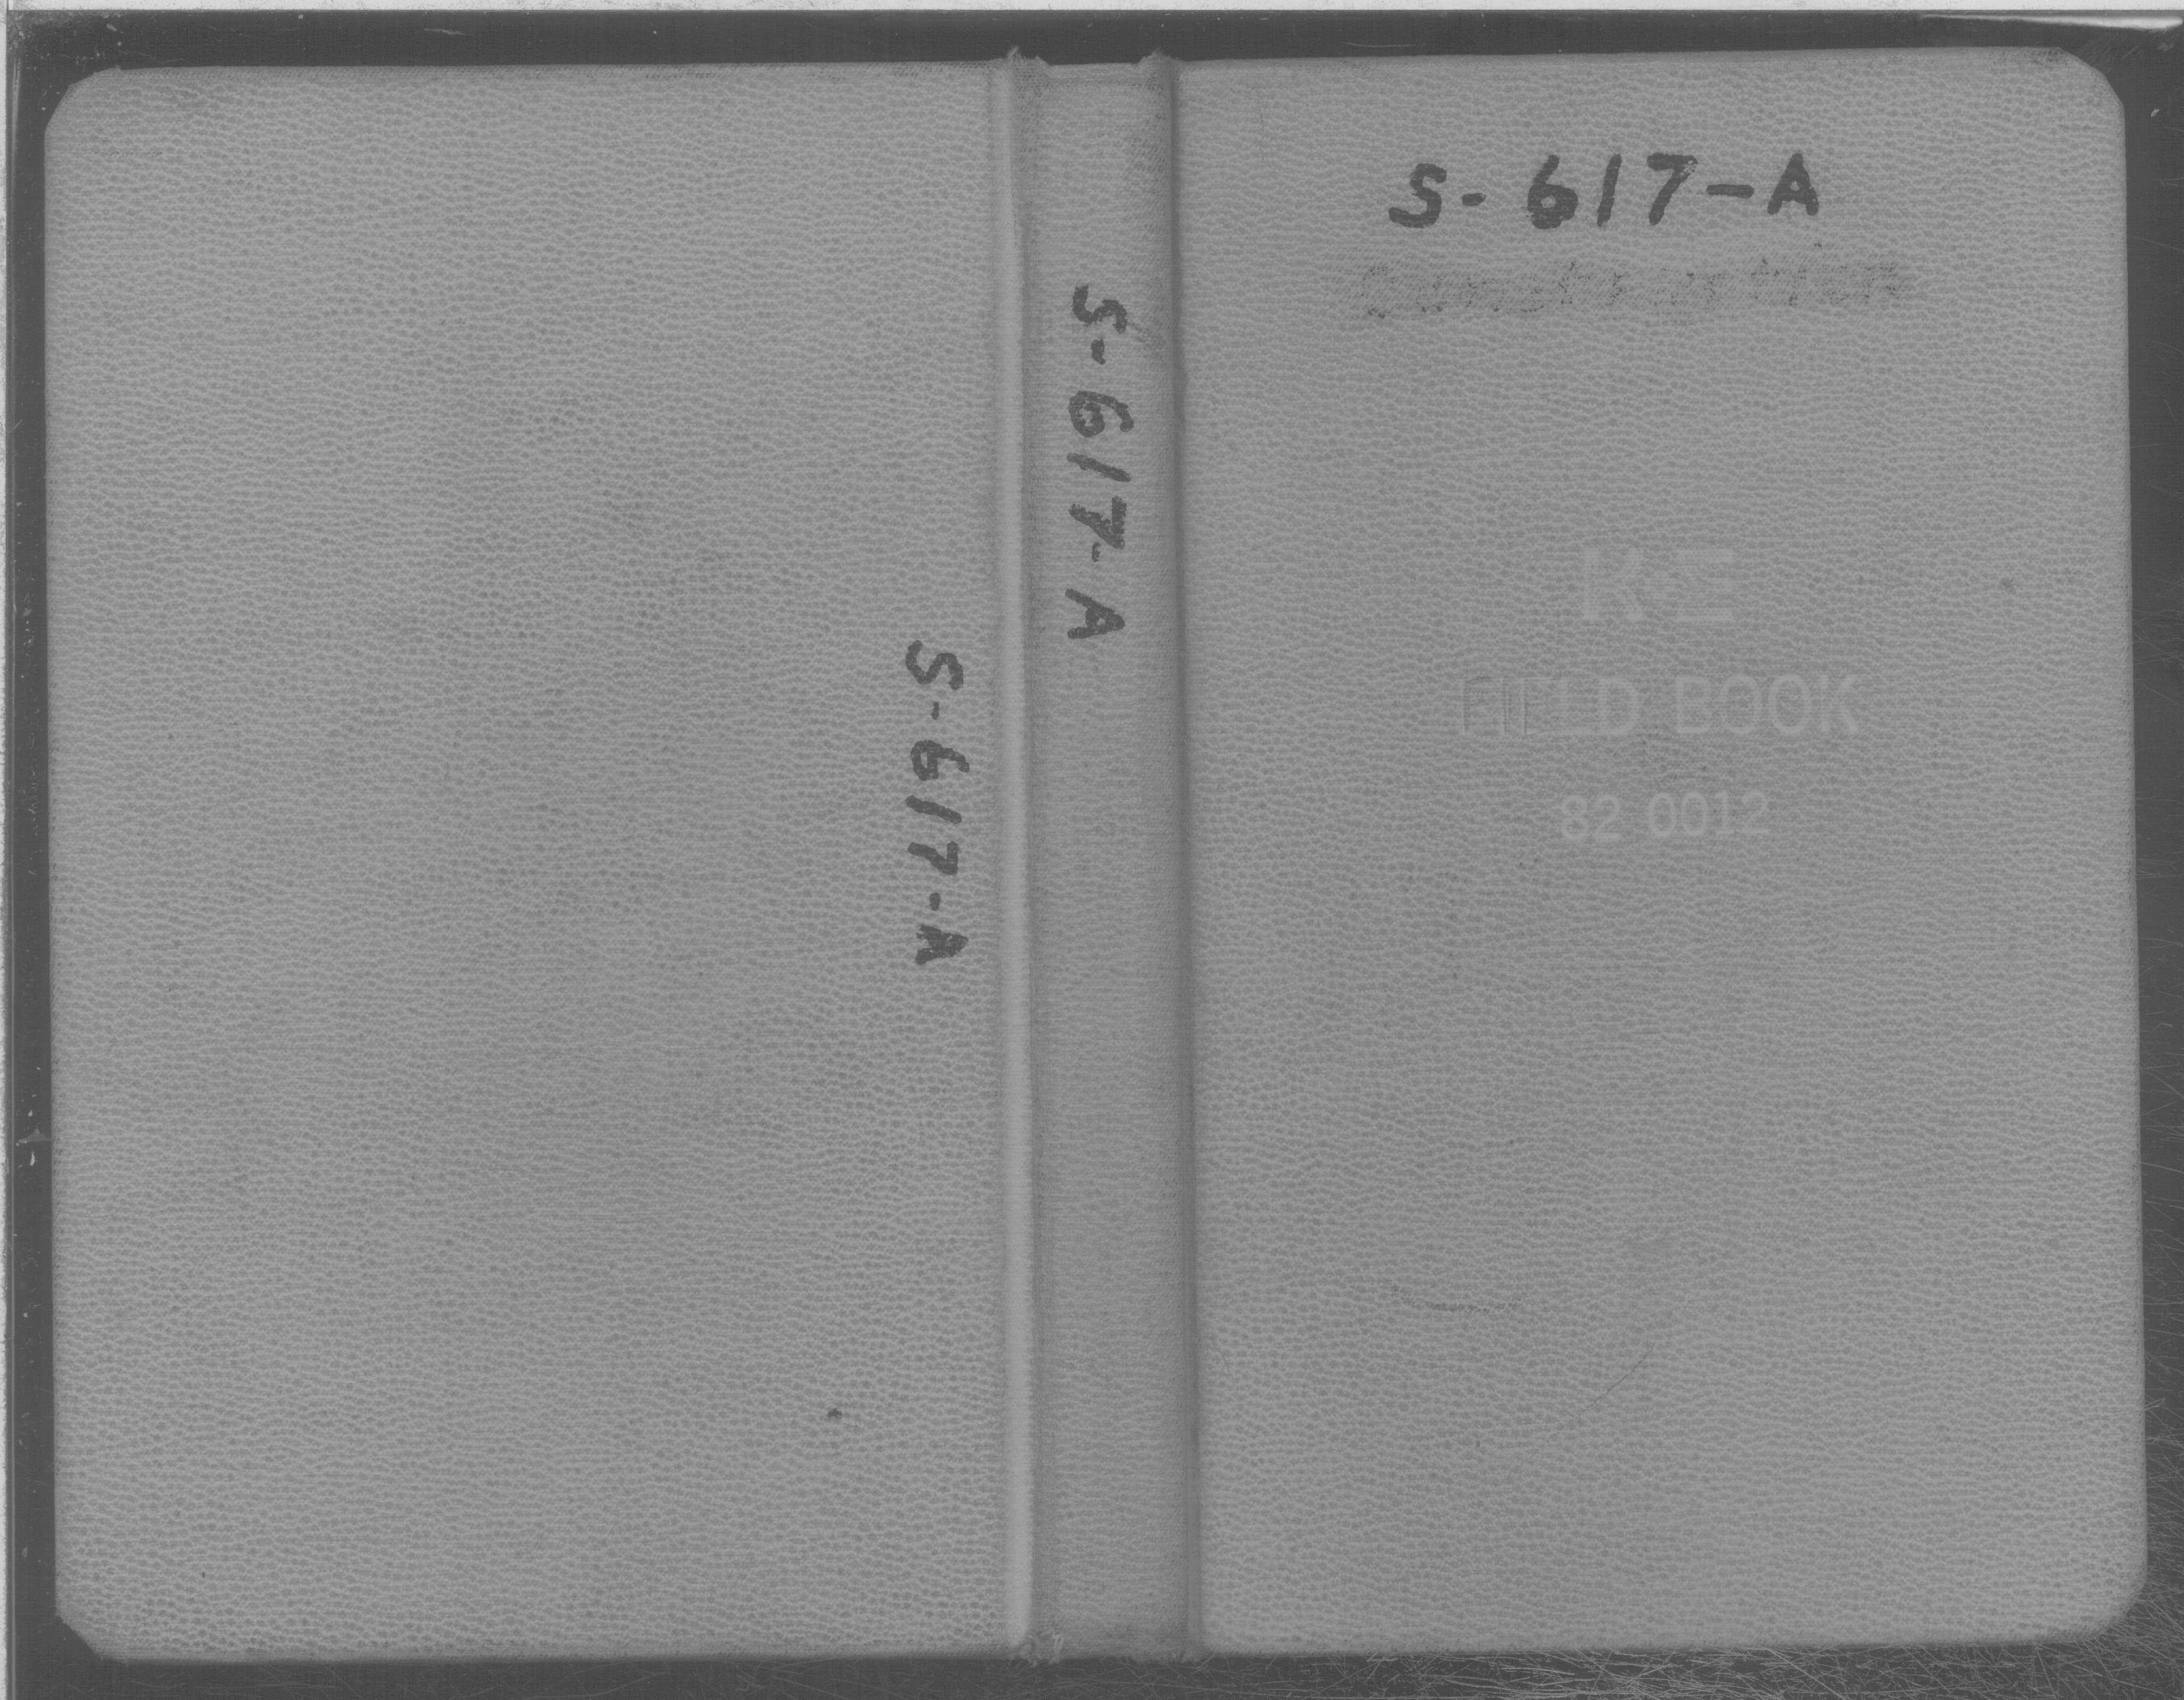 S-617-A
S-617-A
S-617-A
K+E
FIELD BOOK
82 0012